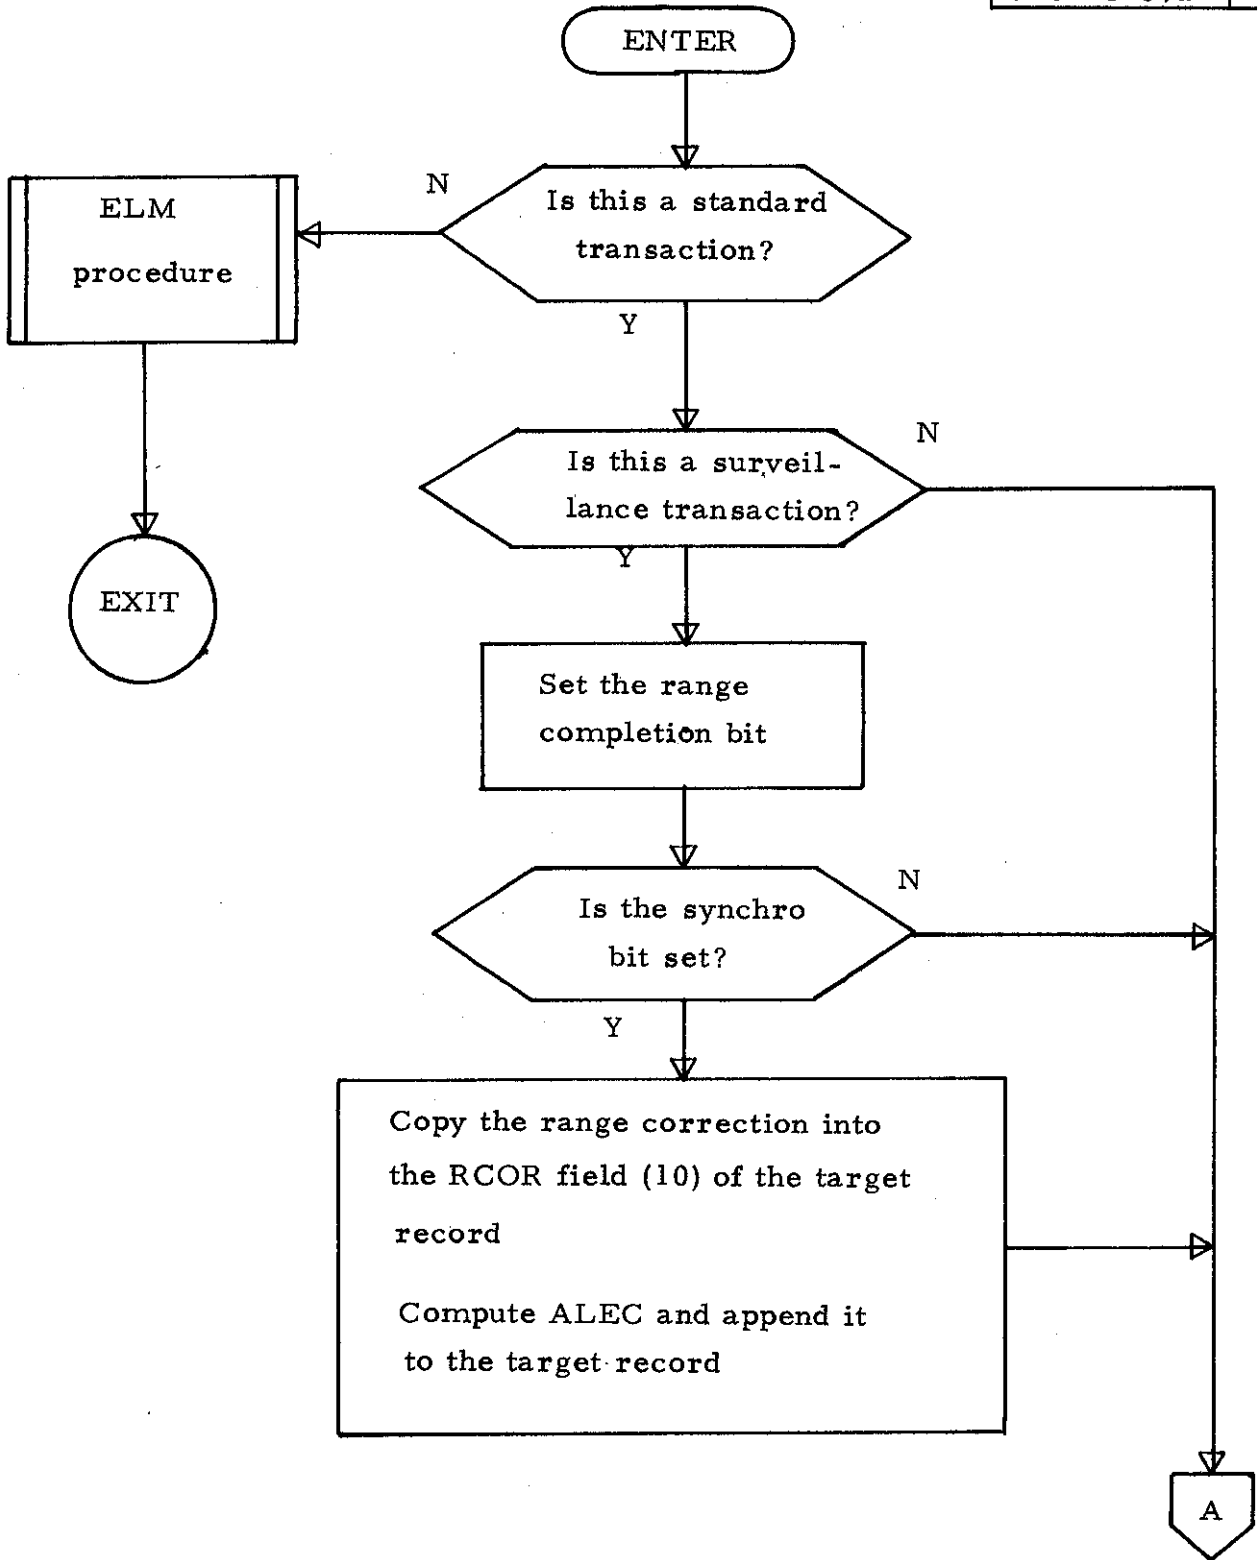 ENTER
N
Is this a standard
transaction?
ELM
procedure
Y
N
Is this a surveil-
lance transaction?
Y
EXIT
Set the range
completion bit
N
Is the synchro
bit set?
Y
Copy the range correction into
the RCOR field (10) of the target
record
Compute ALEC and append it
to the target record
A